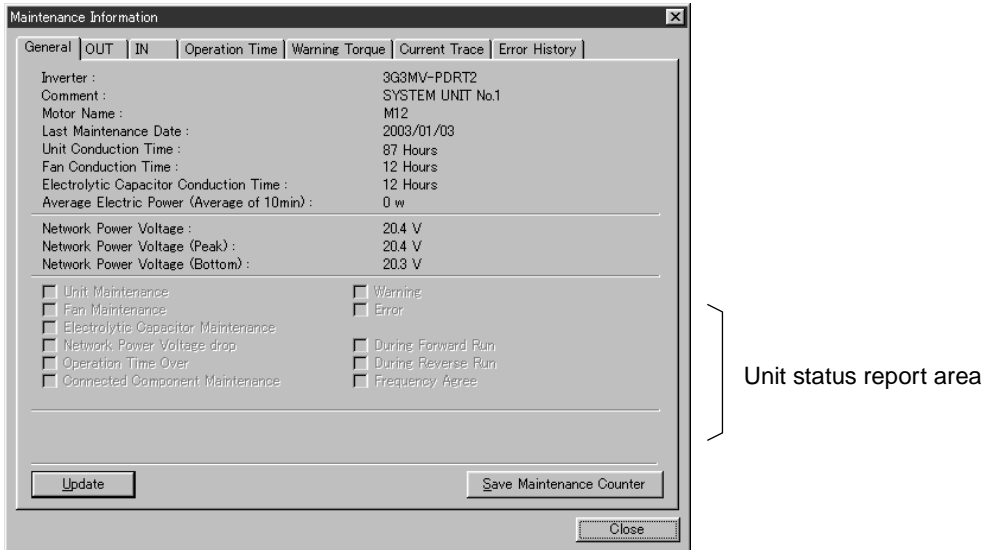 Maintenance Information
General OUT IN Operation Time Warning Torque Current Trace Error History
Inverter : 3G3MV-PDRT2
Comment : SYSTEM UNIT No.1
Motor Name : M12
Last Maintenance Date : 2003/01/03
Unit Conduction Time : 87 Hours
Fan Conduction Time : 12 Hours
Electrolytic Capacitor Conduction Time : 12 Hours
Average Electric Power (Average of 10min) : 0 w
Network Power Voltage : 20.4 V
Network Power Voltage (Peak) : 20.4 V
Network Power Voltage (Bottom) : 20.3 V
Unit Maintenance Warning
Fan Maintenance Error
Electrolytic Capacitor Maintenance
Network Power Voltage drop During Forward Run
Operation Time Over During Reverse Run
Connected Component Maintenance Frequency Agree
Unit status report area
Update Save Maintenance Counter
Close